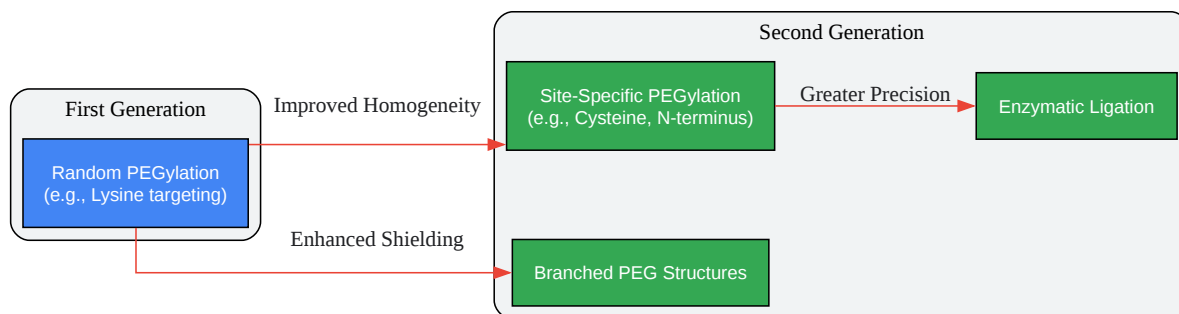 First Generation
Random PEGylation
(e.g., Lysine targeting)
Improved Homogeneity
Enhanced Shielding
Second Generation
Site-Specific PEGylation
(e.g., Cysteine, N-terminus)
Greater Precision
Enzymatic Ligation
Branched PEG Structures